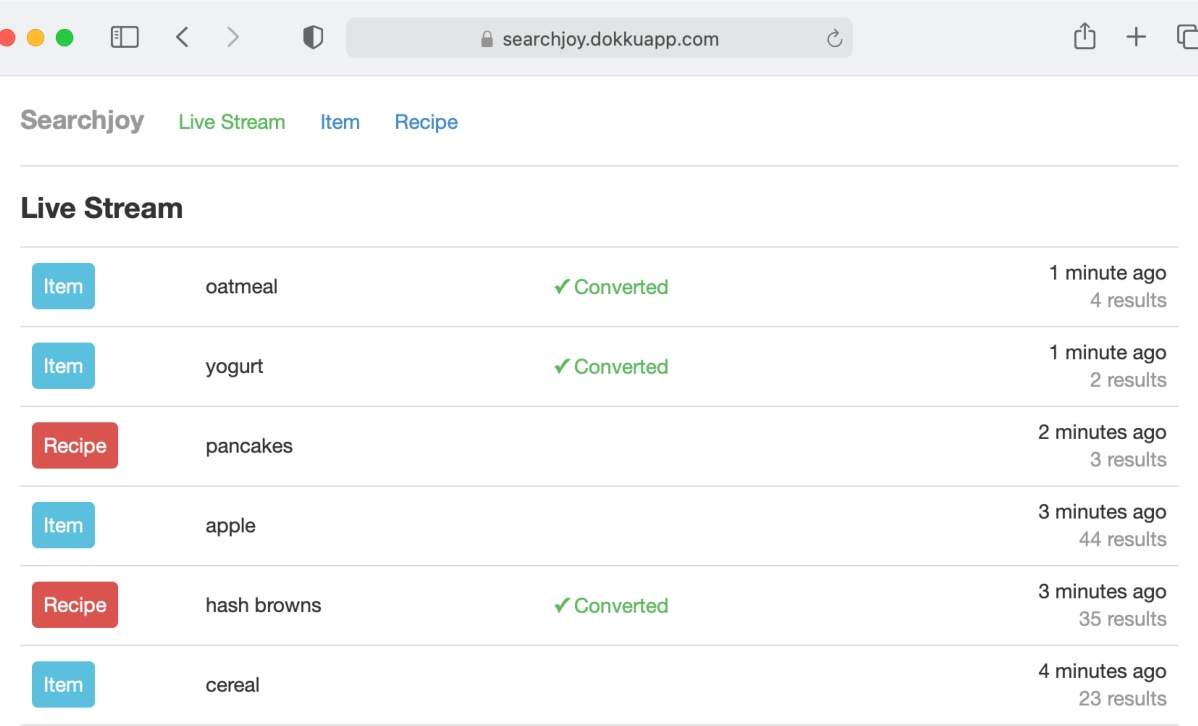 searchjoy.dokkuapp.com
Searchjoy Live Stream Item Recipe
Live Stream
Item oatmeal ✓ Converted 1 minute ago
4 results
Item yogurt ✓ Converted 1 minute ago
2 results
Recipe pancakes 2 minutes ago
3 results
Item apple 3 minutes ago
44 results
Recipe hash browns ✓ Converted 3 minutes ago
35 results
Item cereal 4 minutes ago
23 results